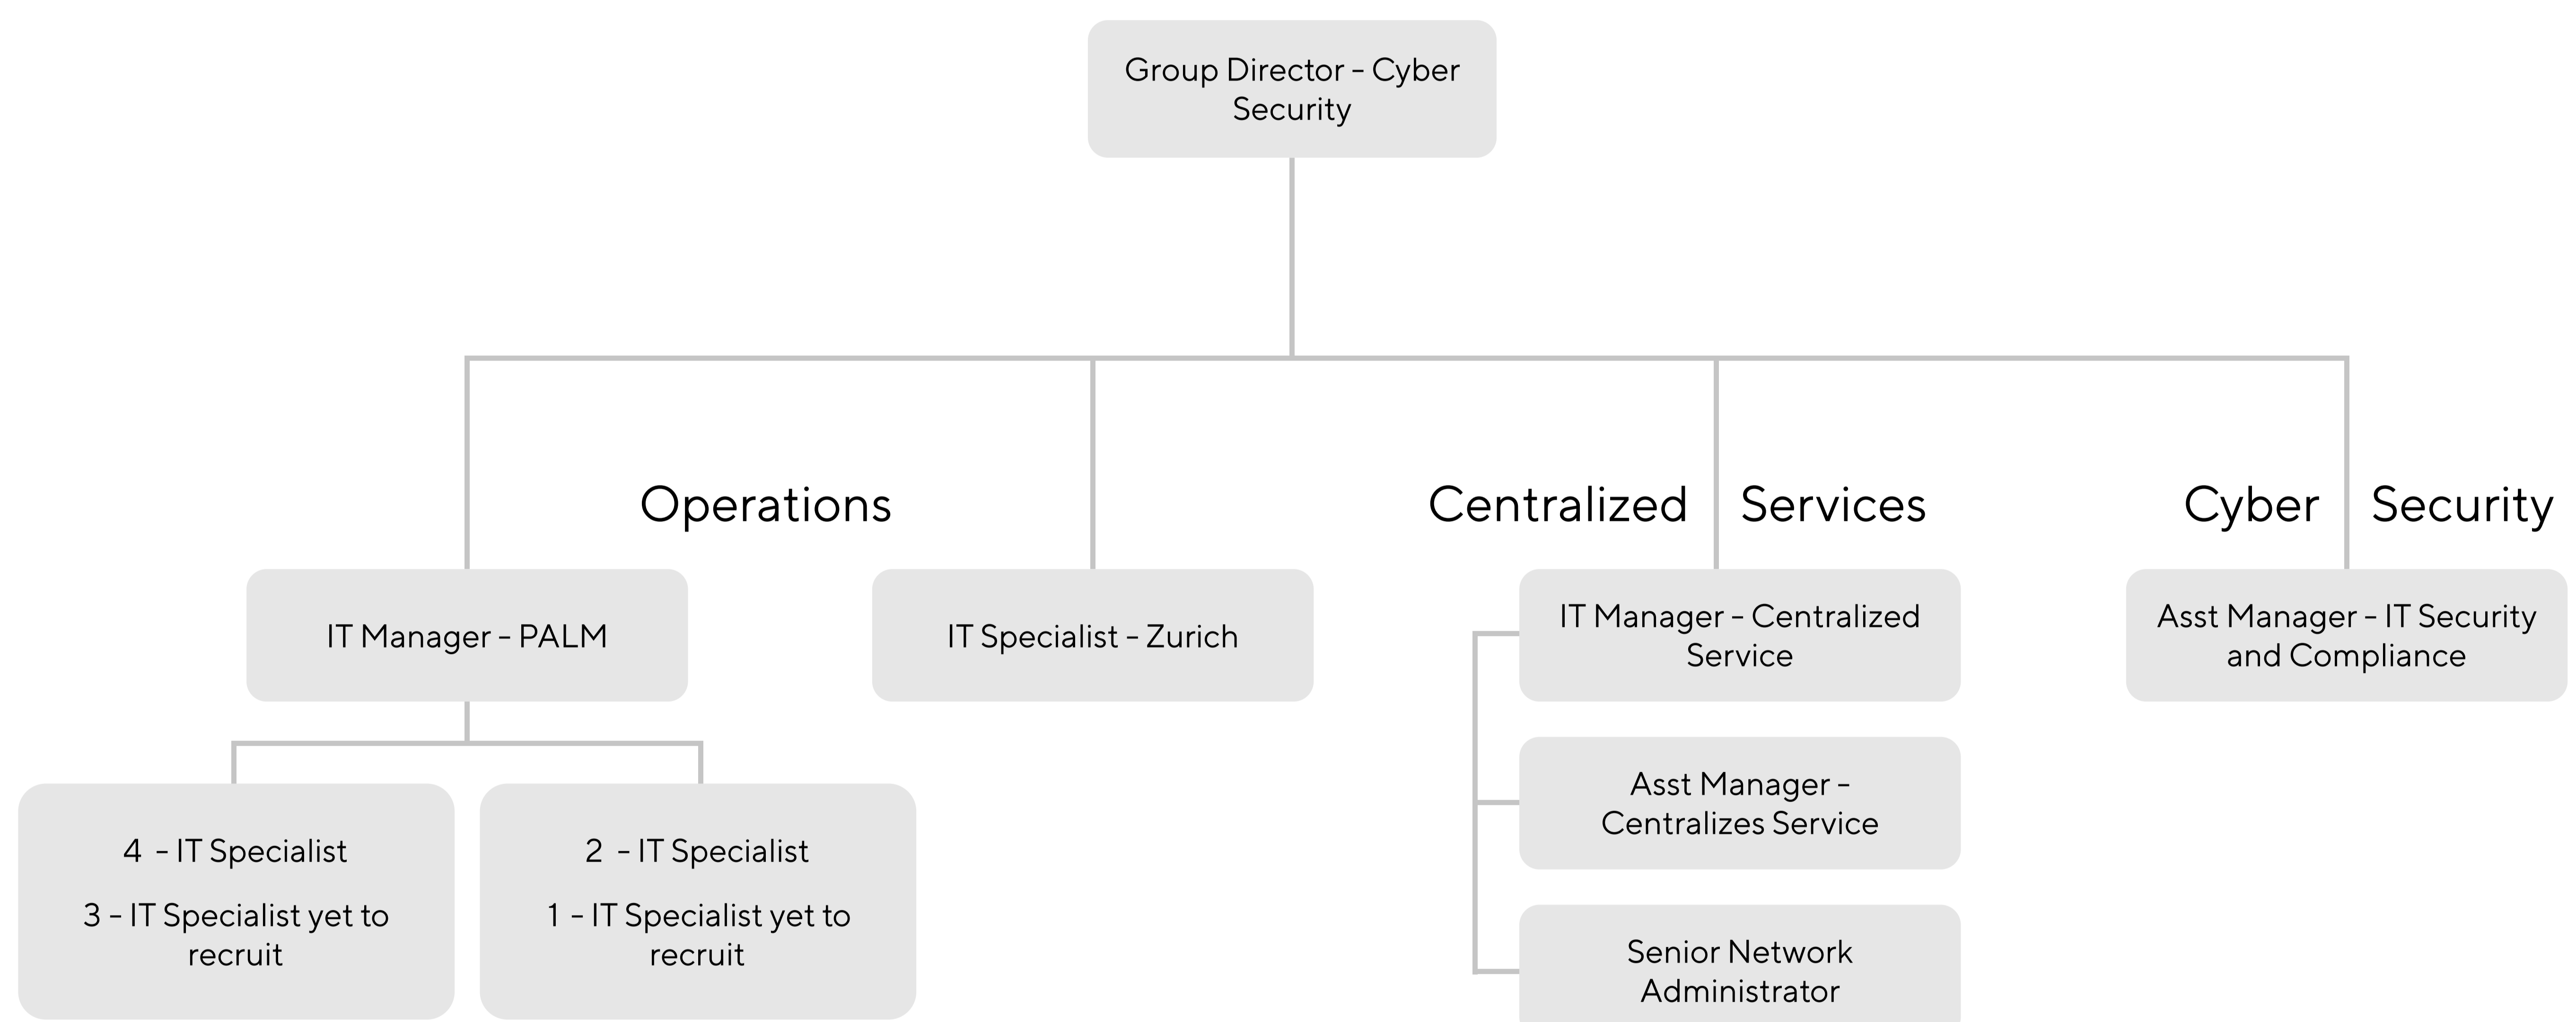 Group Director - Cyber
Security
Operations
Centralized Services
Cyber Security
IT Manager - PALM
IT Specialist - Zurich
IT Manager - Centralized
Service
Asst Manager - IT Security
and Compliance
Asst Manager -
Centralizes Service
4 - IT Specialist
3 - IT Specialist yet to
recruit
2 - IT Specialist
1 - IT Specialist yet to
recruit
Senior Network
Administrator